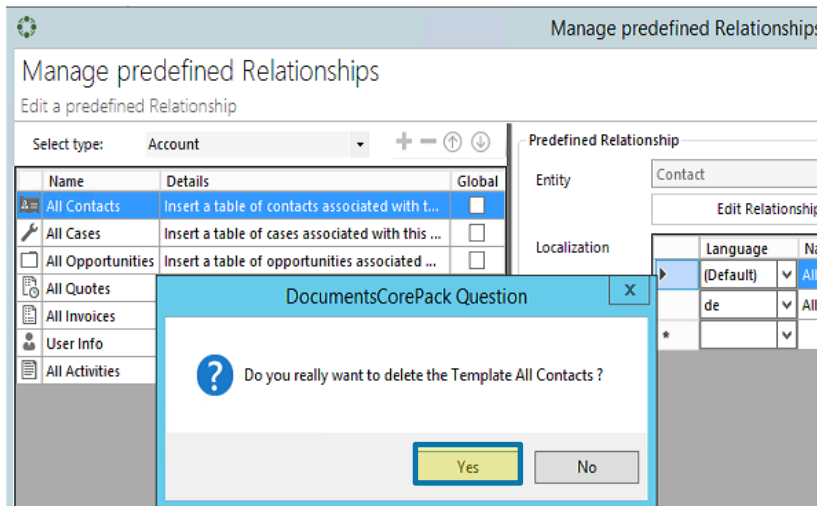 Manage predefined Relationships
Manage predefined Relationships
Edit a predefined Relationship
Select type: Account
Predefined Relationship
Name Details Global
Entity Contact
All Contacts Insert a table of contacts associated with t...
Edit Relationship
All Cases Insert a table of cases associated with this ...
Localization
Language Na
All Opportunities Insert a table of opportunities associated ...
(Default) All
All Quotes
de All
All Invoices
*
User Info
All Activities
DocumentsCorePack Question
x
? Do you really want to delete the Template All Contacts ?
Yes No